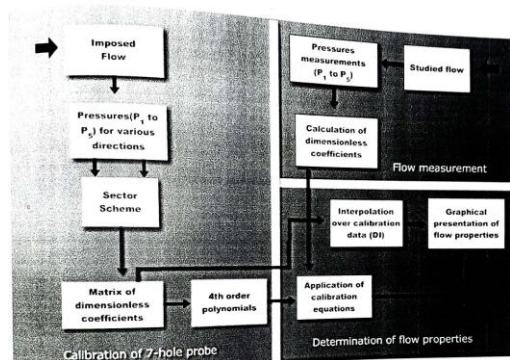 Imposed
Flow
Pressures(P1 to
P5) for various
directions
Sector
Scheme
Matrix of
dimensionless
coefficients
4th order
polynomials
Calibration of 7-hole probe
Pressures
measurements
(P1 to P5)
Studied flow
Calculation of
dimensionless
coefficients
Flow measurement
Interpolation
over calibration
data (DI)
Graphical
presentation of
flow properties
Application of
calibration
equations
Determination of flow properties